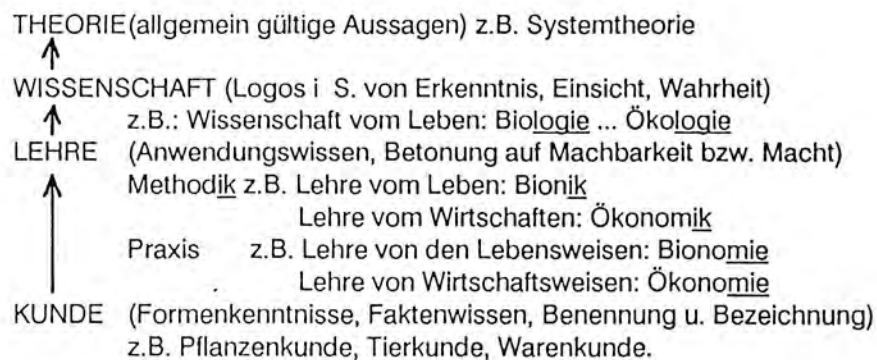 THEORIE(allgemein gültige Aussagen) z.B. Systemtheorie
WISSENSCHAFT (Logos i S. von Erkenntnis, Einsicht, Wahrheit)
z.B.: Wissenschaft vom Leben: Biologie ... Ökologie
LEHRE (Anwendungswissen, Betonung auf Machbarkeit bzw. Macht)
Methodik z.B. Lehre vom Leben: Bionik
Lehre vom Wirtschaften: Ökonomik
Praxis z.B. Lehre von den Lebensweisen: Bionomie
Lehre von Wirtschaftsweisen: Ökonomie
KUNDE (Formenkenntnisse, Faktenwissen, Benennung u. Bezeichnung)
z.B. Pflanzenkunde, Tierkunde, Warenkunde.